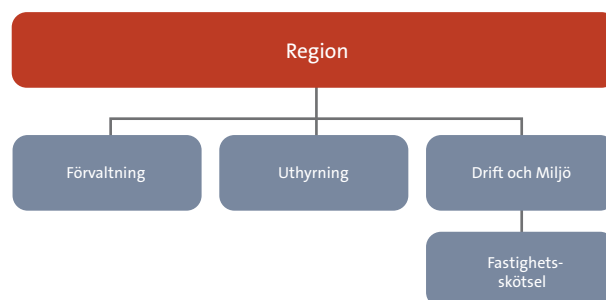 Region
Förvaltning
Uthyrning
Drift och Miljö
Fastighets-
skötsel